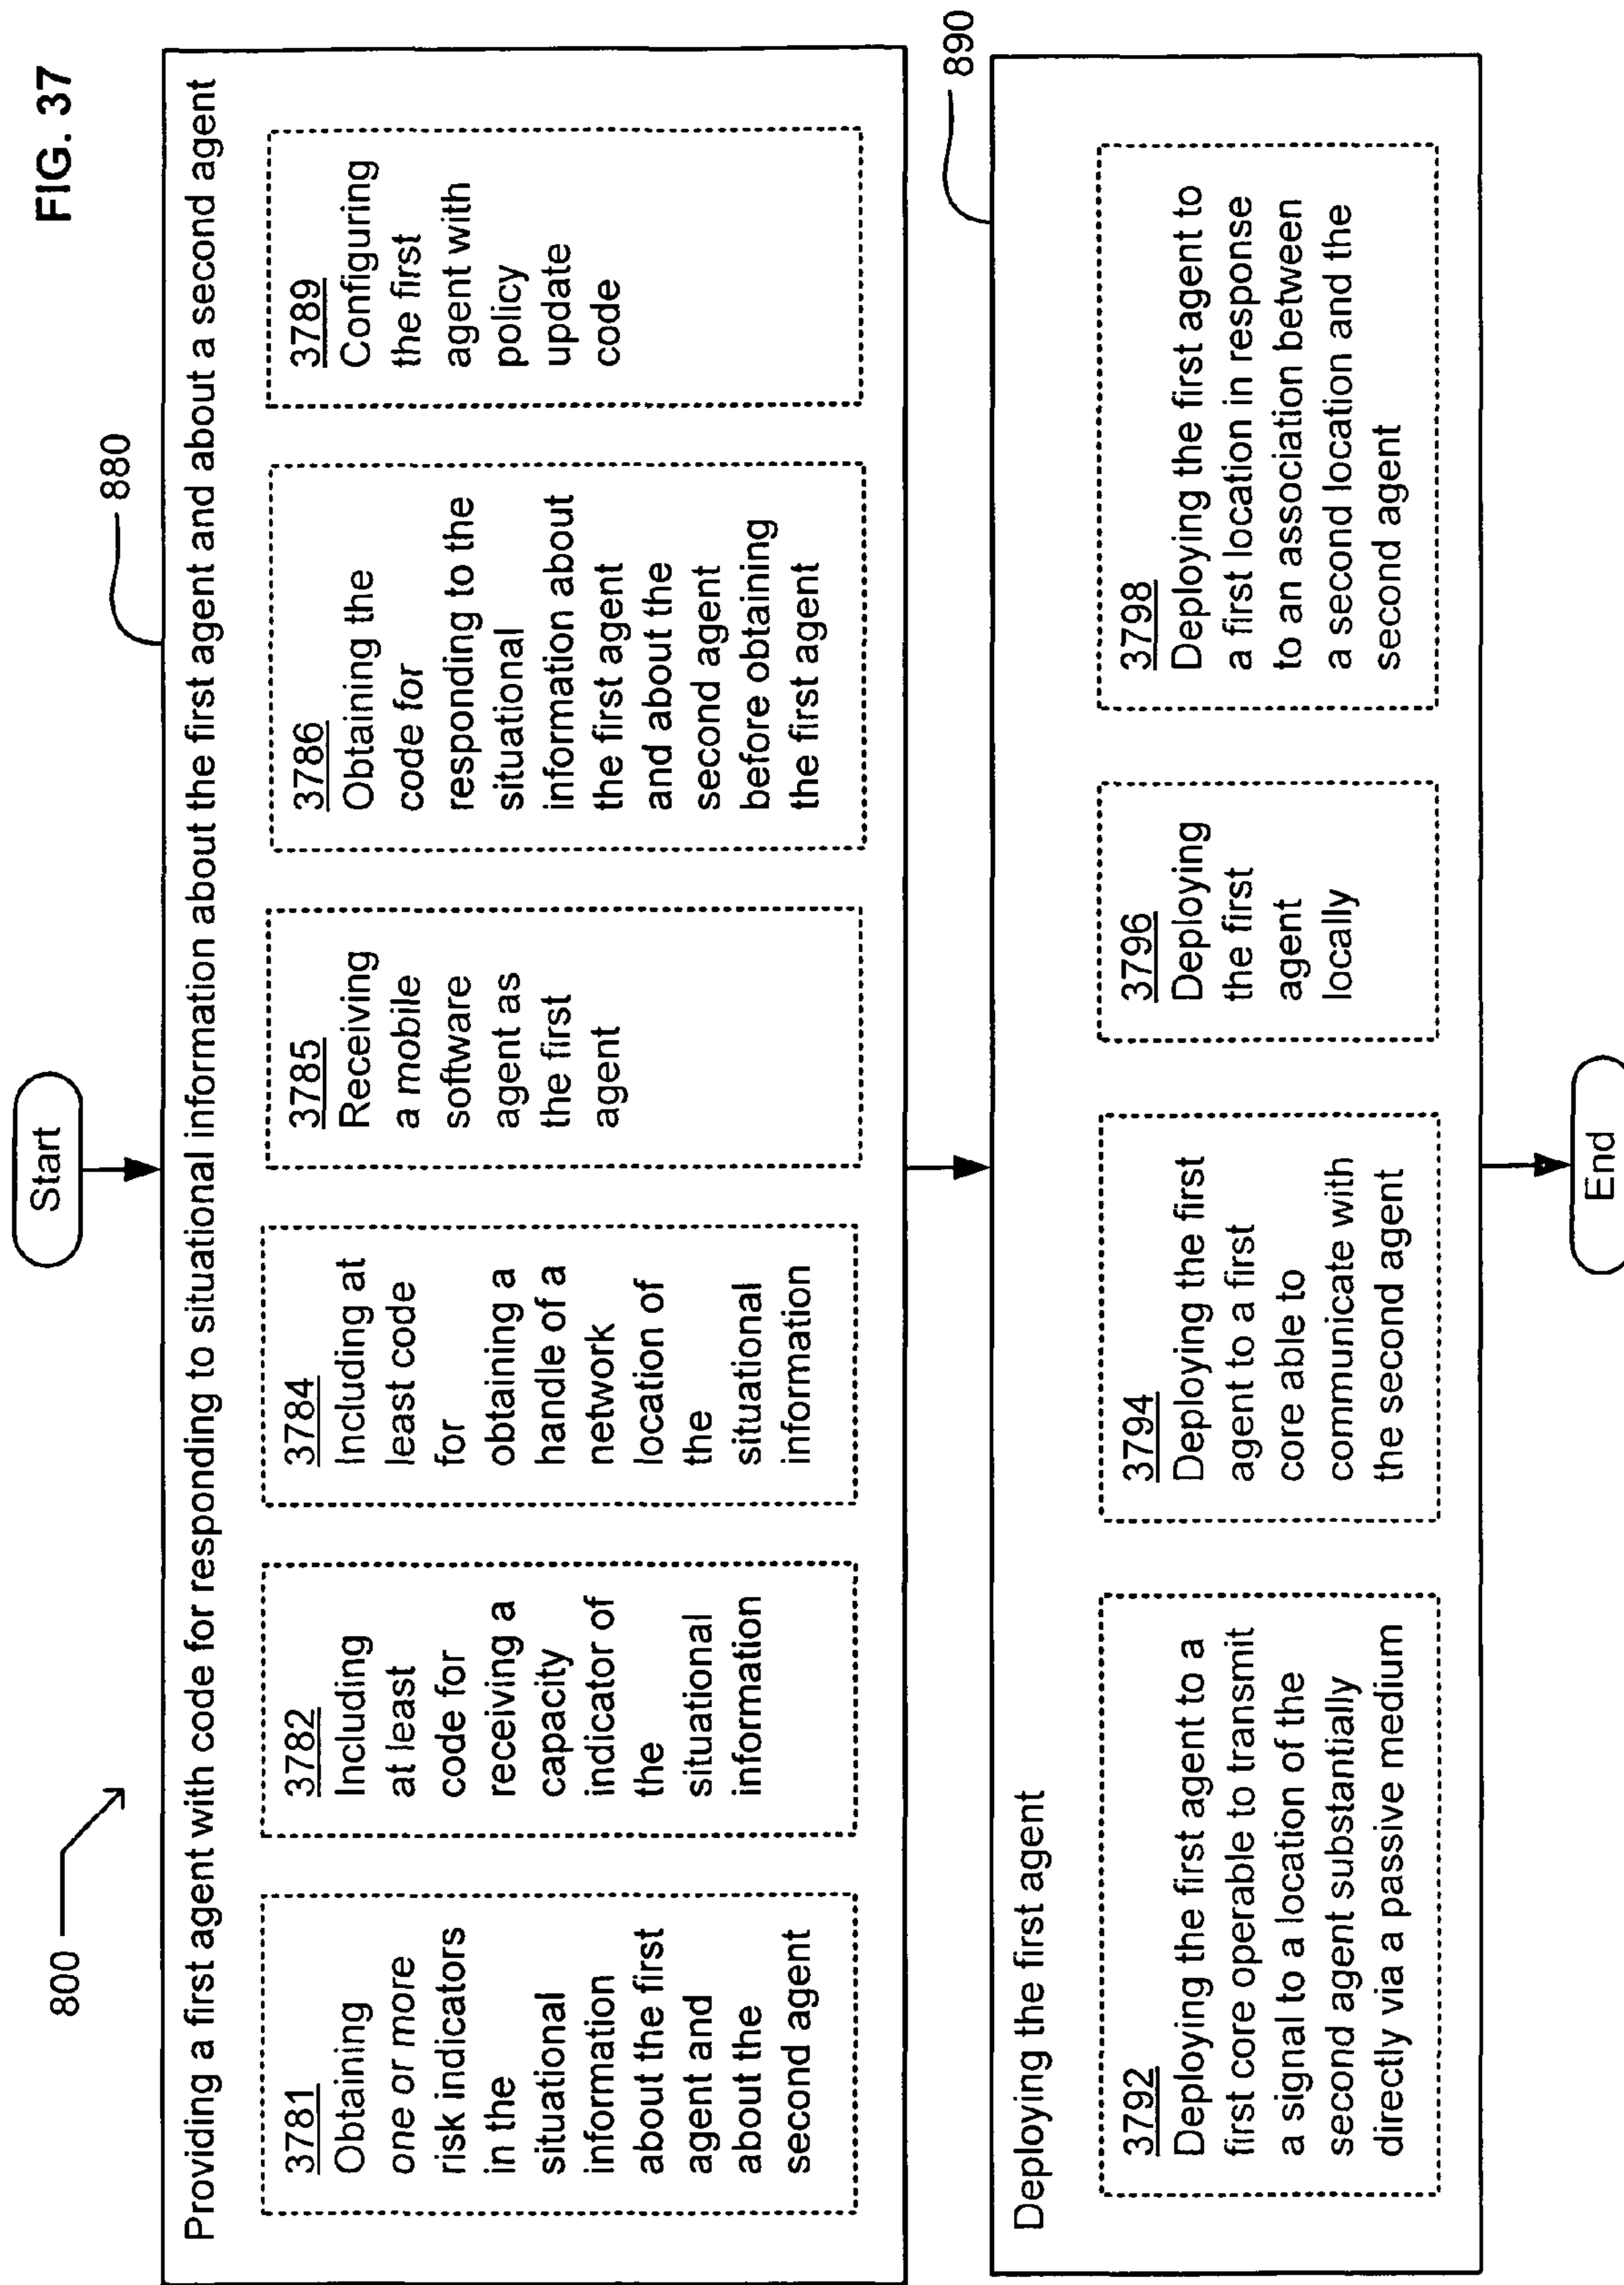 FIG. 37
800
Start
880
Providing a first agent with code for responding to situational information about the first agent and about a second agent
3781
Obtaining
one or more
risk indicators
in the
situational
information
about the first
agent and
about the
second agent
3782
Including
at least
code for
receiving a
capacity
indicator of
the
situational
information
3784
Including at
least code
for
obtaining a
handle of a
network
location of
the
situational
information
3785
Receiving
a mobile
software
agent as
the first
agent
3786
Obtaining the
code for
responding to the
situational
information about
the first agent
and about the
second agent
before obtaining
the first agent
3789
Configuring
the first
agent with
policy
update
code
890
Deploying the first agent
3792
Deploying the first agent to a
first core operable to transmit
a signal to a location of the
second agent substantially
directly via a passive medium
3794
Deploying the first
agent to a first
core able to
communicate with
the second agent
3796
Deploying
the first
agent
locally
3798
Deploying the first agent to
a first location in response
to an association between
a second location and the
second agent
End